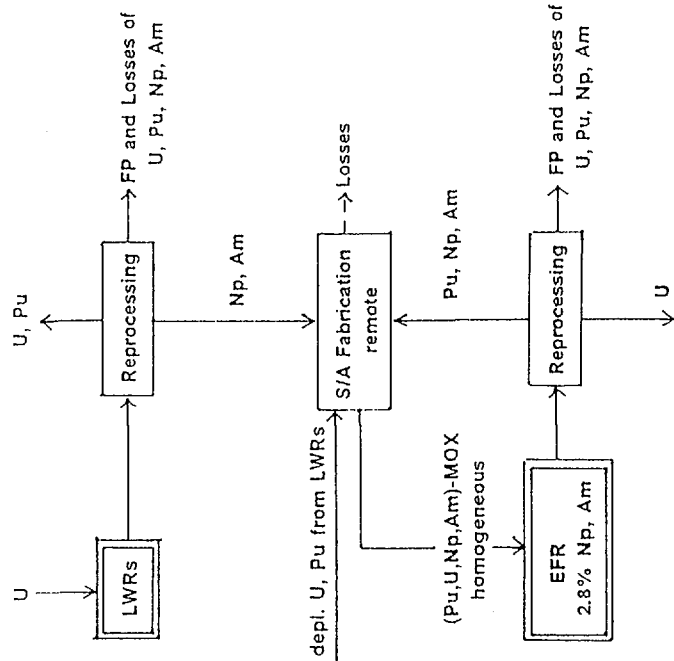 U
LWRs
U, Pu
Reprocessing
FP and Losses of
U, Pu, Np, Am
Np, Am
depl. U, Pu from LWRs
S/A Fabrication
remote
Losses
(Pu,U,Np,Am)-MOX
homogeneous
Pu, Np, Am
EFR
2.8% Np, Am
Reprocessing
FP and Losses of
U, Pu, Np, Am
U